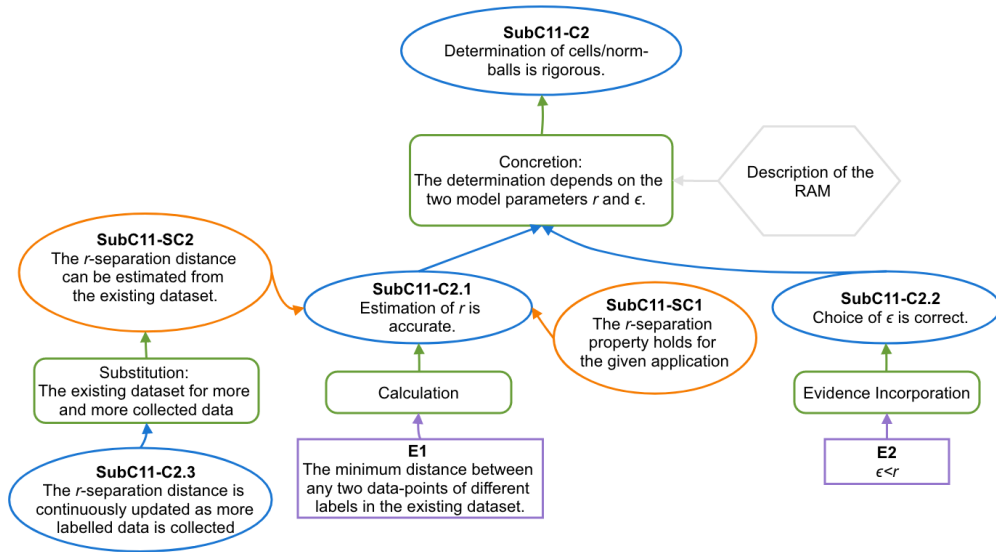 SubC11-C2
Determination of cells/norm-
balls is rigorous.
Concretion:
The determination depends on the
two model parameters r and ϵ.
Description of the
RAM
SubC11-SC2
The r-separation distance
can be estimated from
the existing dataset.
SubC11-C2.1
Estimation of r is
accurate.
SubC11-SC1
The r-separation
property holds for
the given application
SubC11-C2.2
Choice of ϵ is correct.
Substitution:
The existing dataset for more
and more collected data
Calculation
Evidence Incorporation
SubC11-C2.3
The r-separation distance is
continuously updated as more
labelled data is collected
E1
The minimum distance between
any two data-points of different
labels in the existing dataset.
E2
ϵ<r